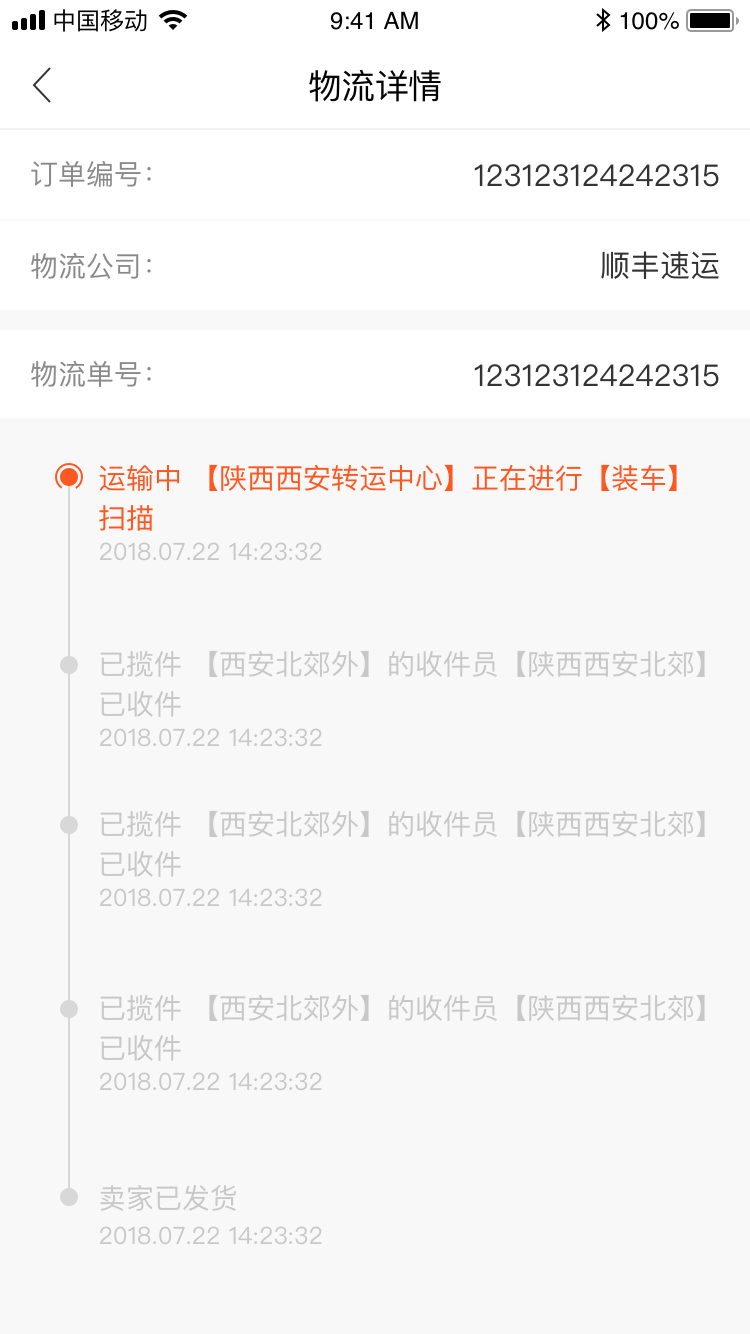 中国移动 9:41 AM 100%
物流详情
订单编号： 123123124242315
物流公司： 顺丰速运
物流单号： 123123124242315
运输中 【陕西西安转运中心】正在进行【装车】
扫描
2018.07.22 14:23:32
已揽件 【西安北郊外】的收件员【陕西西安北郊】
已收件
2018.07.22 14:23:32
已揽件 【西安北郊外】的收件员【陕西西安北郊】
已收件
2018.07.22 14:23:32
已揽件 【西安北郊外】的收件员【陕西西安北郊】
已收件
2018.07.22 14:23:32
卖家已发货
2018.07.22 14:23:32